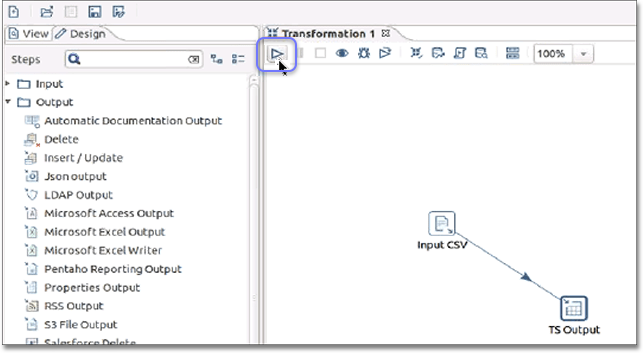 View Design Transformation 1
Steps 100%
Input
Output
Automatic Documentation Output
Delete
Insert / Update
Json output
LDAP Output
Microsoft Access Output
Microsoft Excel Output
Microsoft Excel Writer
Pentaho Reporting Output
Properties Output
RSS Output
S3 File Output
Salesforce Delete
Input CSV
TS Output